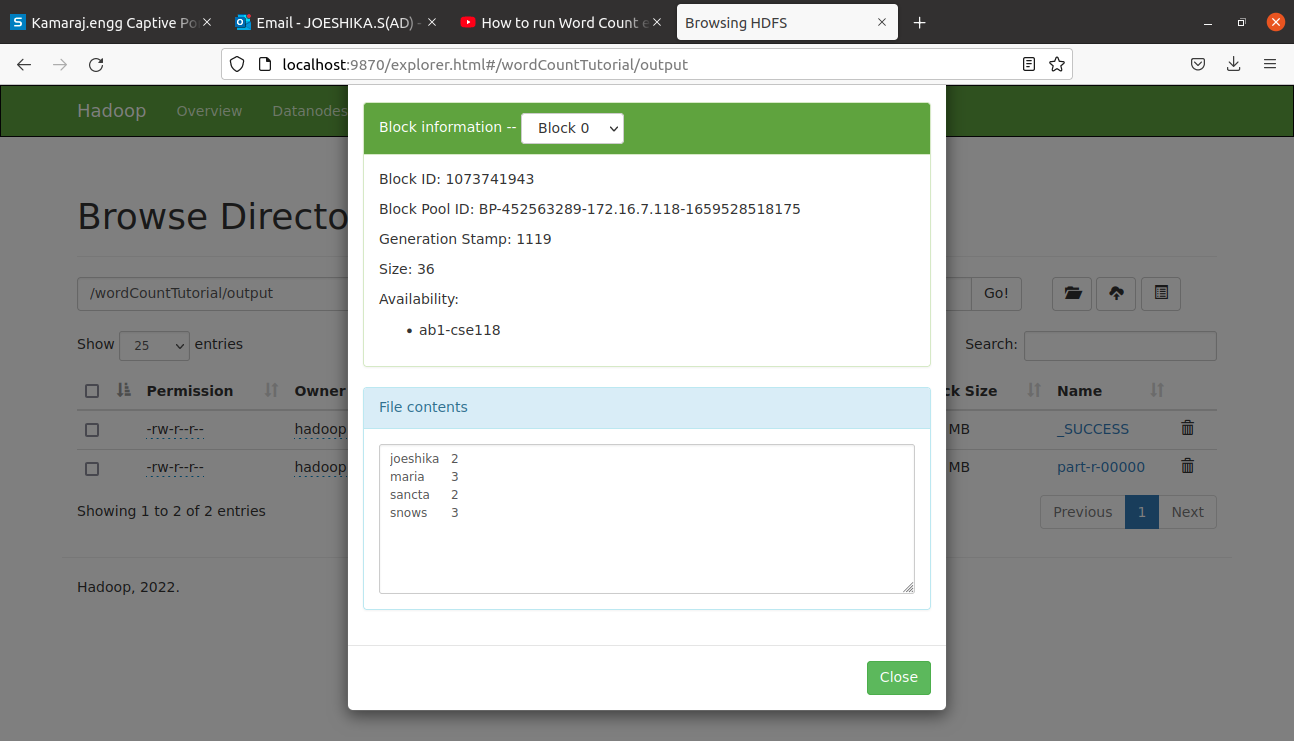 Kamaraj.engg Captive Po
Email - JOESHIKA.S(AD) -
How to run Word Count e
Browsing HDFS
localhost:9870/explorer.html#/wordCountTutorial/output
Hadoop Overview Datanodes
Block information -- Block 0
Block ID: 1073741943
Block Pool ID: BP-452563289-172.16.7.118-1659528518175
Generation Stamp: 1119
Size: 36
Availability:
ab1-cse118
Browse Directo
/wordCountTutorial/output Go!
Show 25 entries Search:
Permission Owner ck Size Name
-rw-r--r-- hadoop MB _SUCCESS
-rw-r--r-- hadoop MB part-r-00000
Showing 1 to 2 of 2 entries Previous 1 Next
Hadoop, 2022.
File contents
joeshika 2
maria 3
sancta 2
snows 3
Close